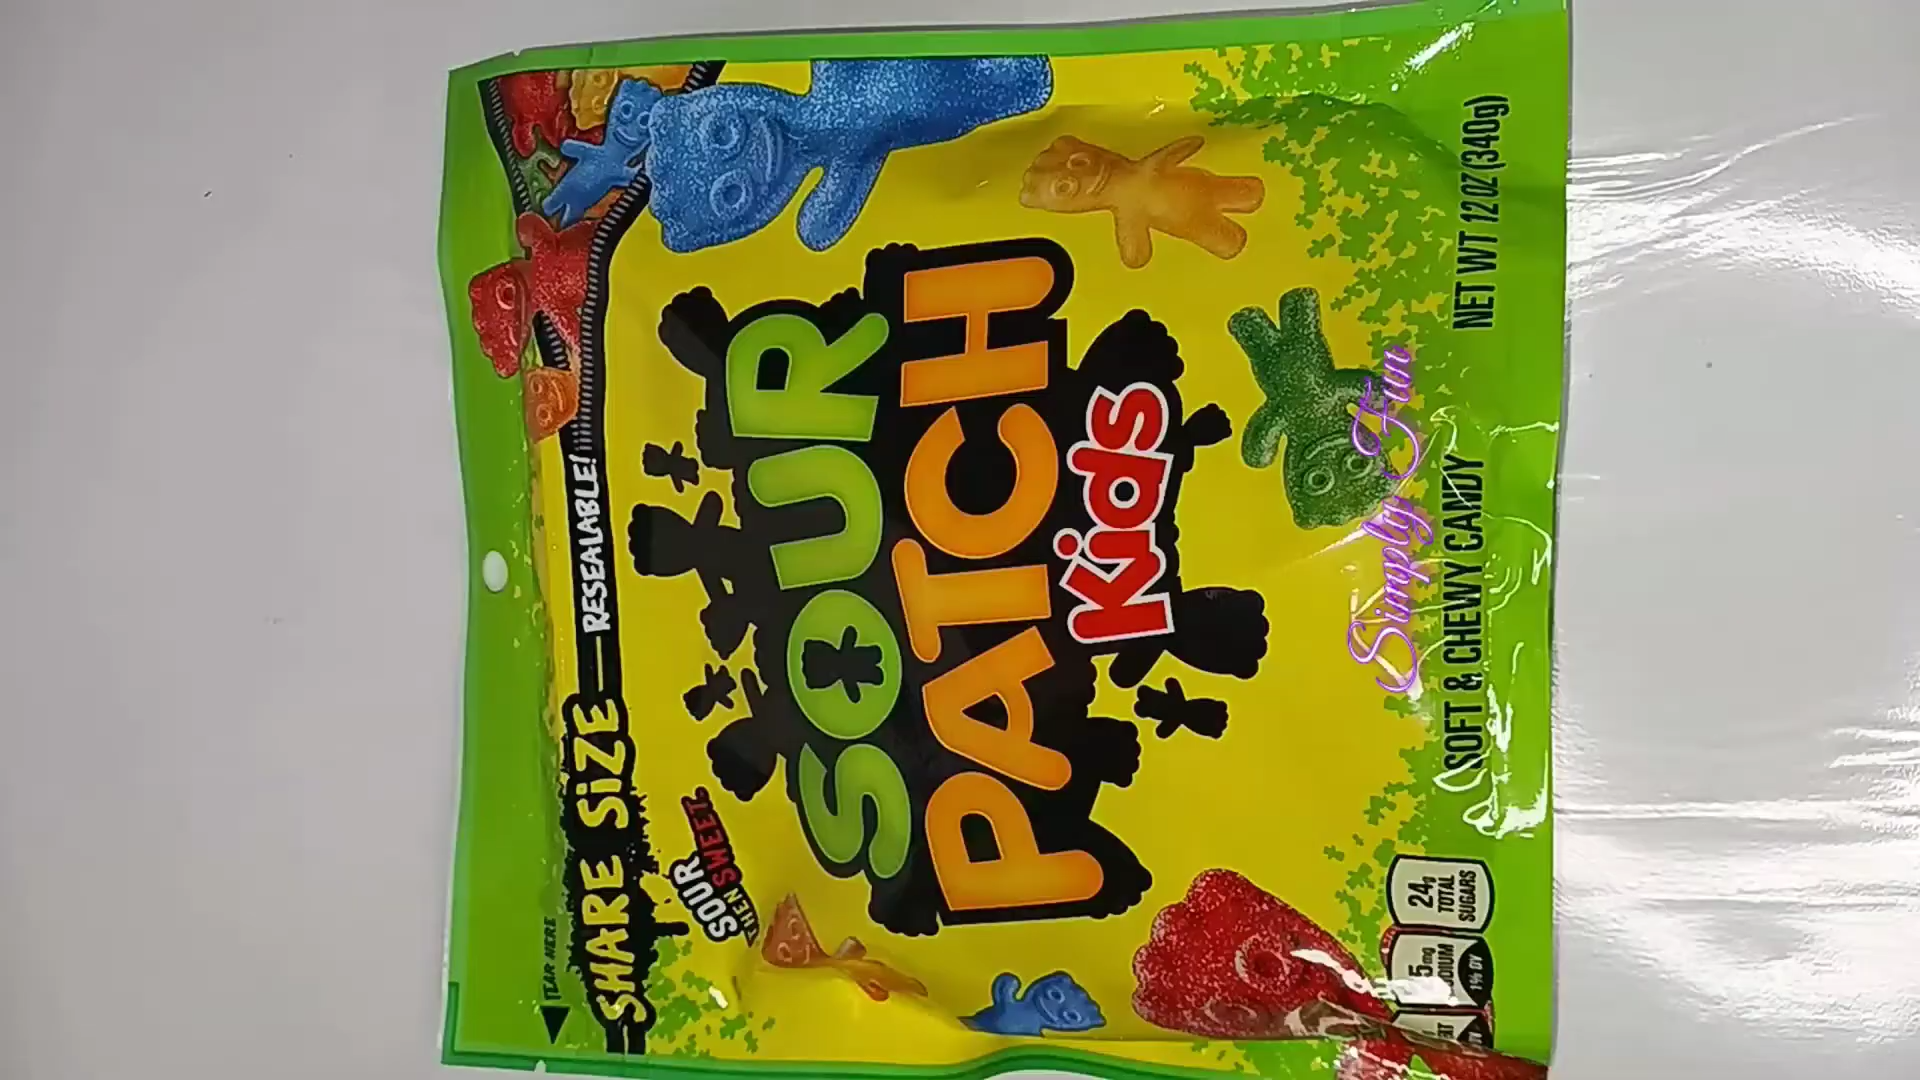 TEAR HERE
SHARE SiZE
RESEALABLE!
SOUR
THEN SWEET.
SOUR
PATCH
Kids
Simply Fun
SOFT & CHEWY CANDY
NET WT 12 OZ (340g)
5mg
1% DV
24g
TOTAL
SUGARS